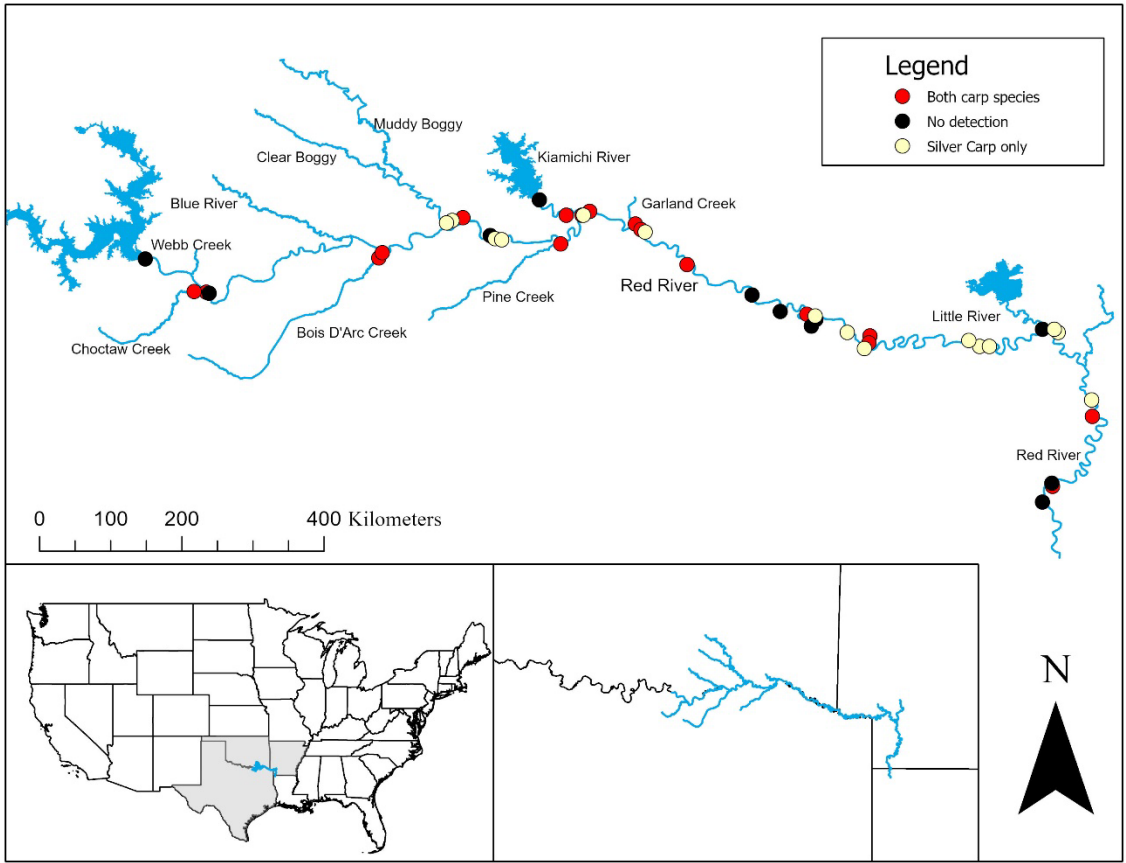 Legend
Both carp species
No detection
Silver Carp only
Muddy Boggy
Clear Boggy
Kiamichi River
Blue River
Garland Creek
Webb Creek
Red River
Pine Creek
Little River
Bois D'Arc Creek
Choctaw Creek
Red River
0 200 400 Kilometers
N